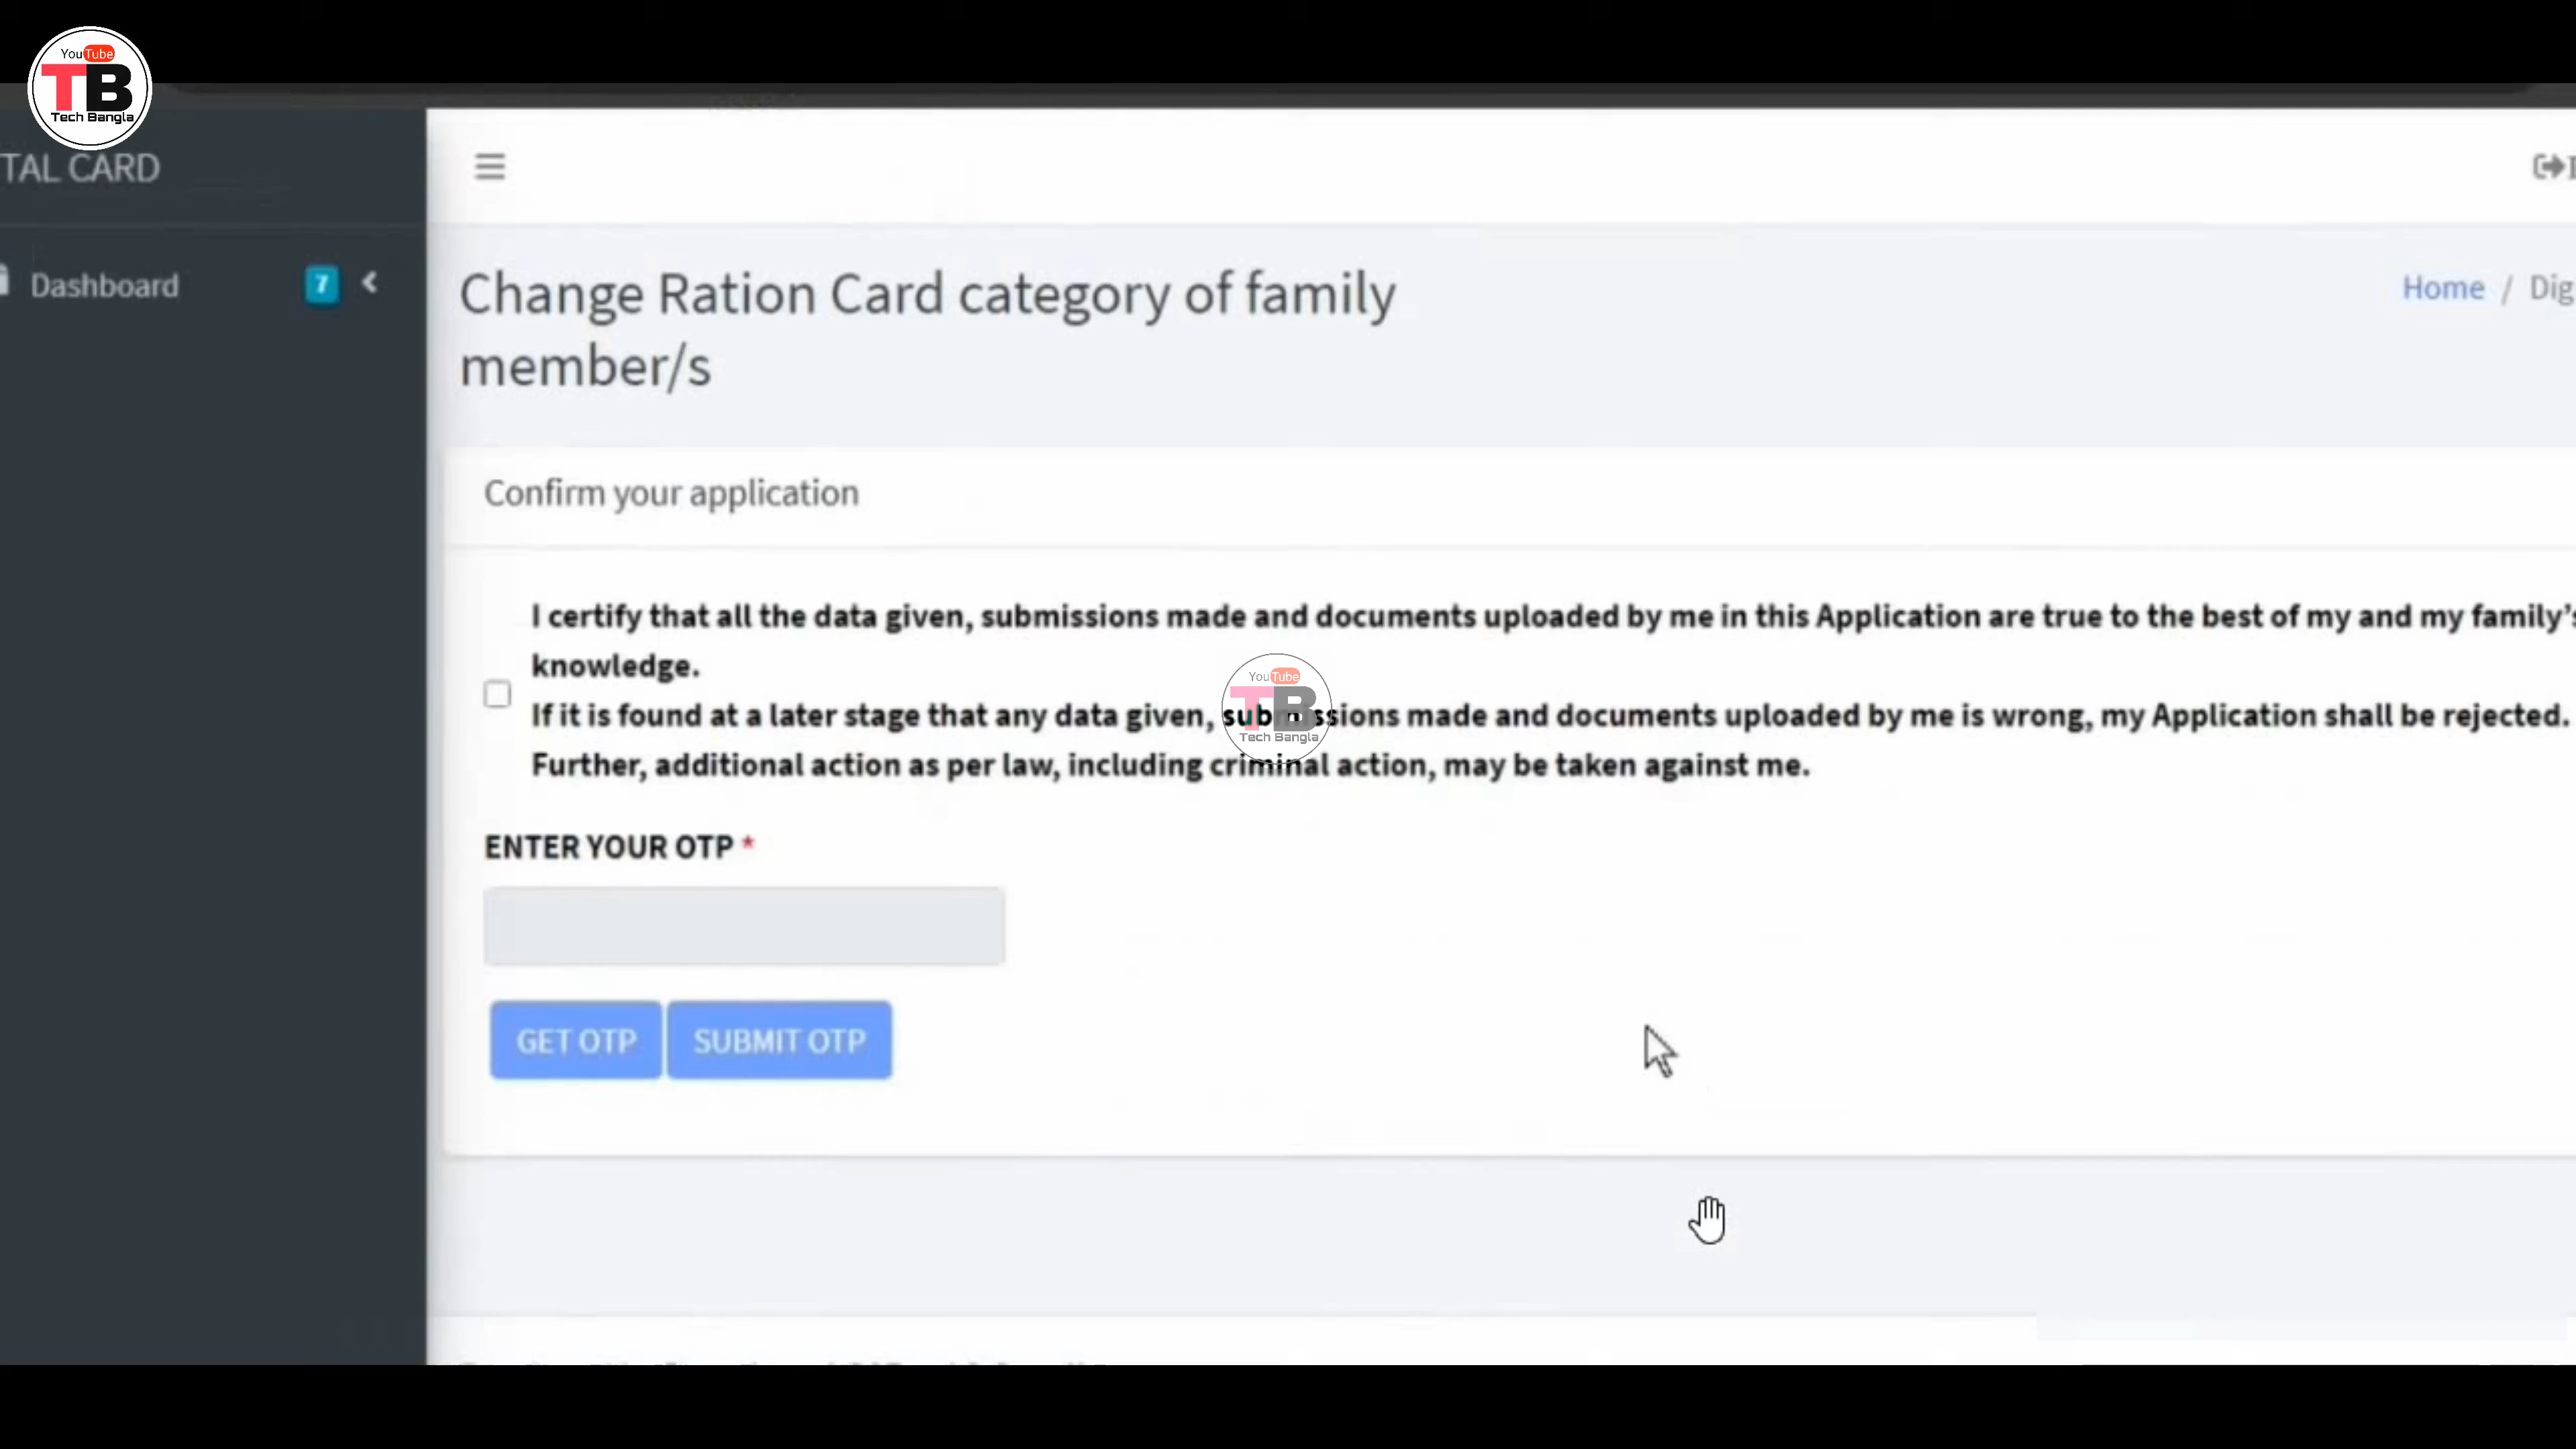 YouTube
TB
Tech Bangla
TAL CARD
Dashboard 7
Home / Dig
Change Ration Card category of family
member/s
Confirm your application
I certify that all the data given, submissions made and documents uploaded by me in this Application are true to the best of my and my family's
knowledge.
If it is found at a later stage that any data given, submissions made and documents uploaded by me is wrong, my Application shall be rejected.
Further, additional action as per law, including criminal action, may be taken against me.
YouTube
TB
Tech Bangla
ENTER YOUR OTP *
GET OTP SUBMIT OTP